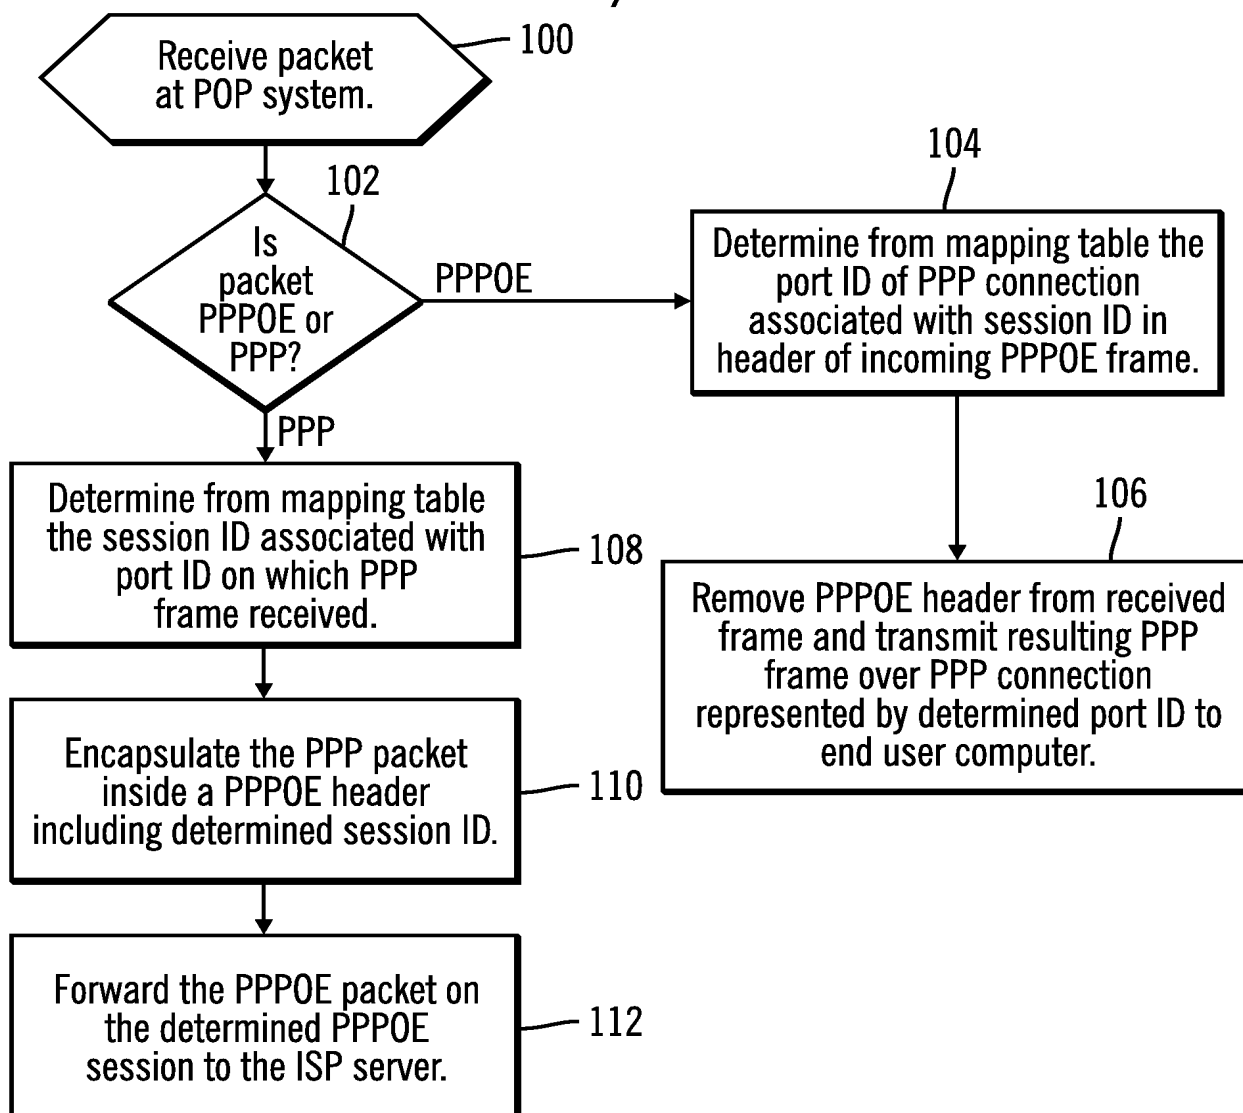 Receive packet
at POP system.
100
102
Is
packet
PPPOE or
PPP?
PPPOE
PPP
104
Determine from mapping table the
port ID of PPP connection
associated with session ID in
header of incoming PPPOE frame.
106
Remove PPPOE header from received
frame and transmit resulting PPP
frame over PPP connection
represented by determined port ID to
end user computer.
Determine from mapping table
the session ID associated with
port ID on which PPP
frame received.
108
Encapsulate the PPP packet
inside a PPPOE header
including determined session ID.
110
Forward the PPPOE packet on
the determined PPPOE
session to the ISP server.
112